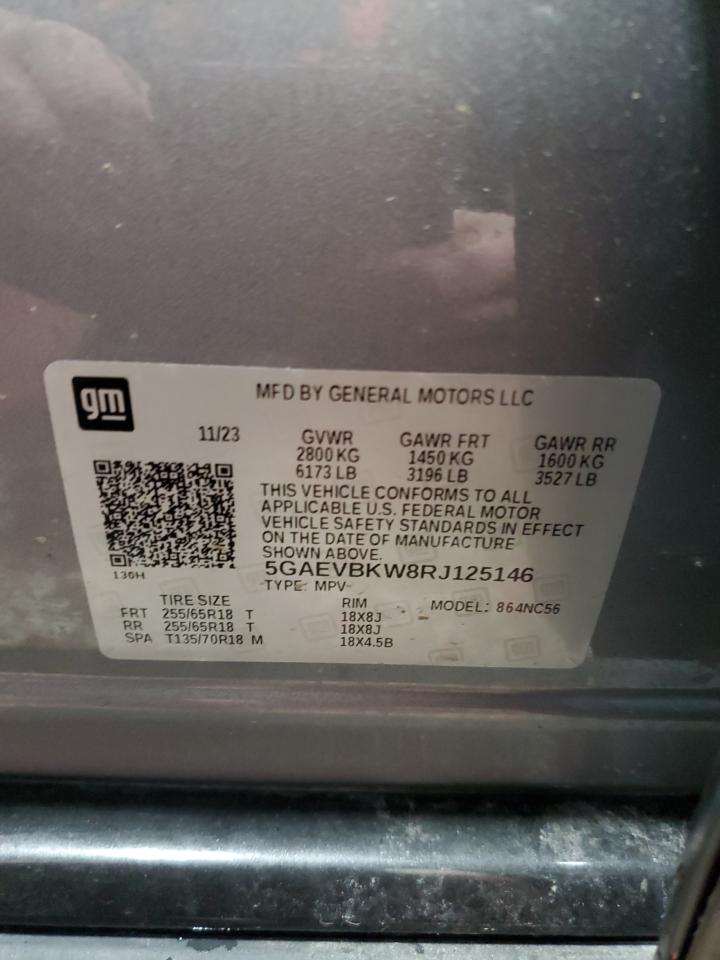 gm
MFD BY GENERAL MOTORS LLC
11/23 GVWR GAWR FRT GAWR RR
2800 KG 1450 KG 1600 KG
6173 LB 3196 LB 3527 LB
THIS VEHICLE CONFORMS TO ALL
APPLICABLE U.S. FEDERAL MOTOR
VEHICLE SAFETY STANDARDS IN EFFECT
ON THE DATE OF MANUFACTURE
SHOWN ABOVE.
130H 5GAEVBKW8RJ125146
TYPE: MPV
TIRE SIZE RIM MODEL: 864NC56
FRT 255/65R18 T 18X8J
RR 255/65R18 T 18X8J
SPA T135/70R18 M 18X4.5B